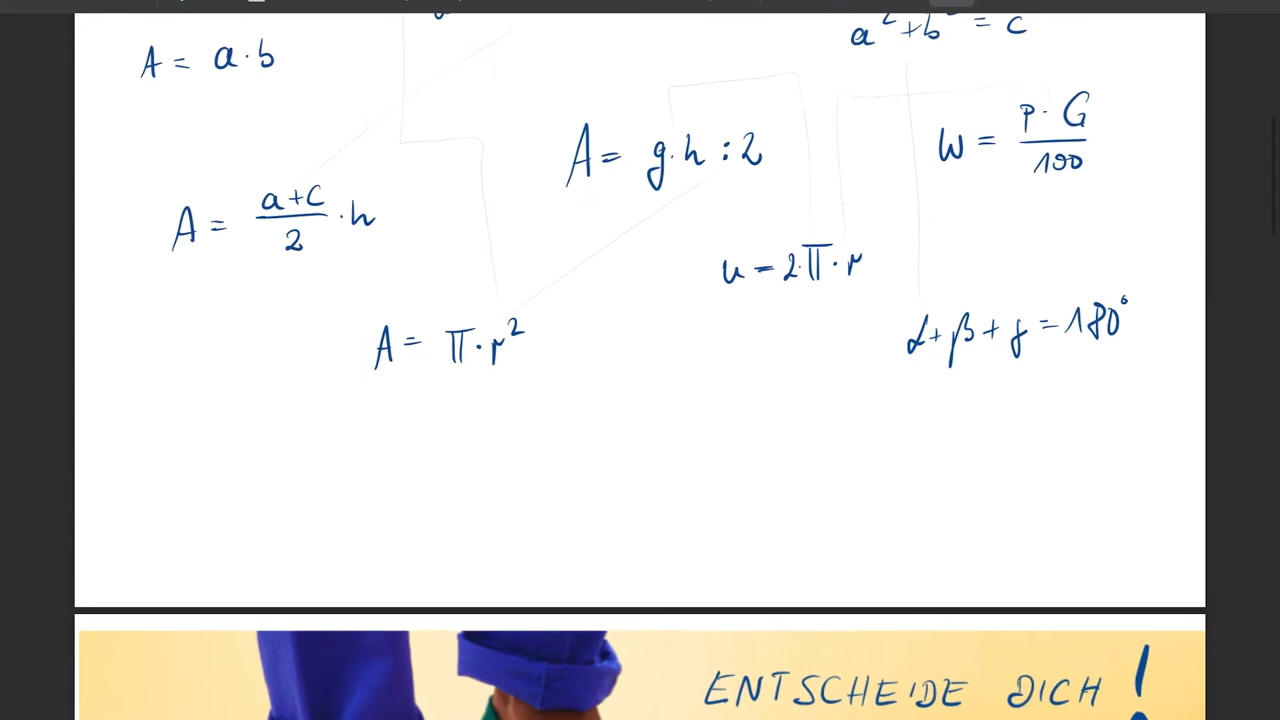 A = a·b
a² + b² = c
A = g·h : 2
W = p·G / 100
A = a+c / 2 · h
u = 2·π·r
A = π·r²
α + β + γ = 180°
ENTSCHEIDE DICH !